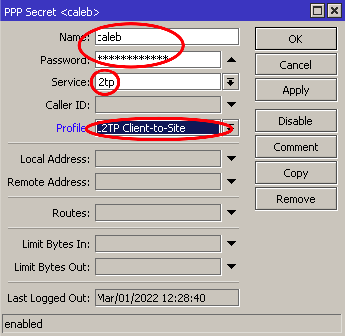 PPP Secret <caleb>
Name: caleb
OK
Password: ************
Cancel
Service: l2tp
Apply
Caller ID:
Profile: L2TP Client-to-Site
Disable
Local Address:
Comment
Remote Address:
Copy
Routes:
Remove
Limit Bytes In:
Limit Bytes Out:
Last Logged Out: Mar/01/2022 12:28:40
enabled